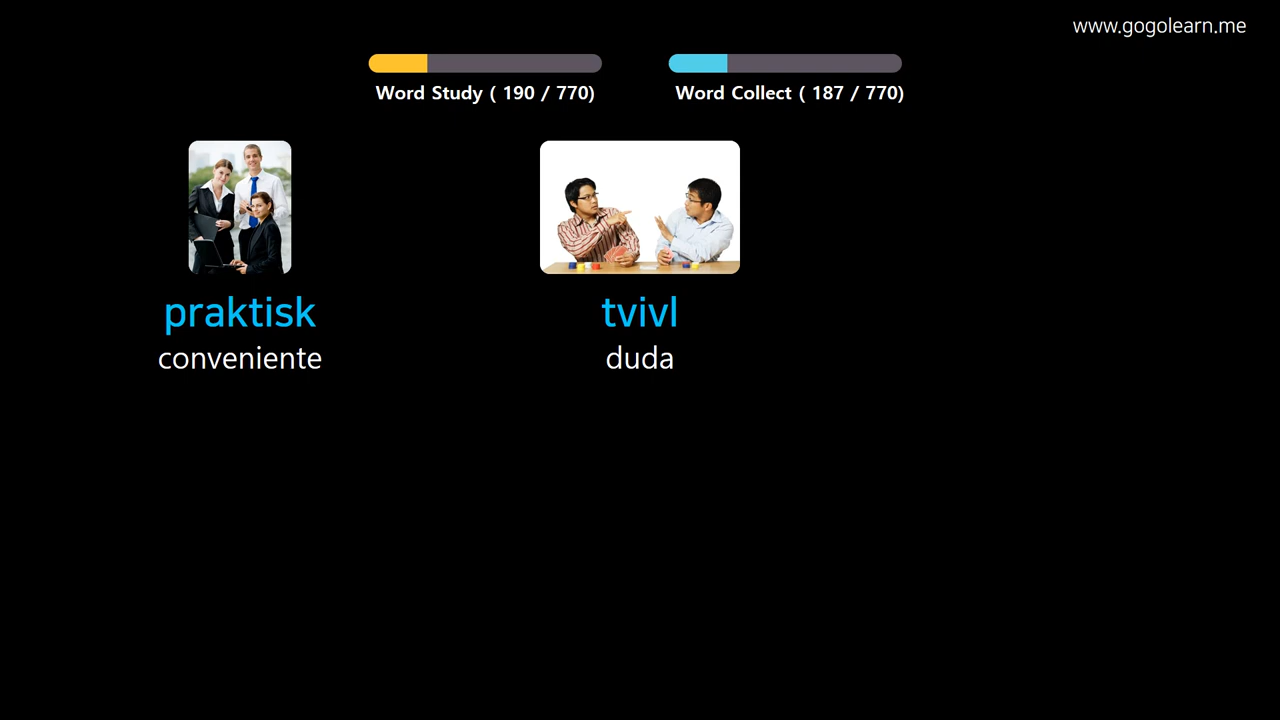 www.gogolearn.me
Word Study ( 190 / 770)
Word Collect ( 187 / 770)
praktisk
tvivl
conveniente
duda